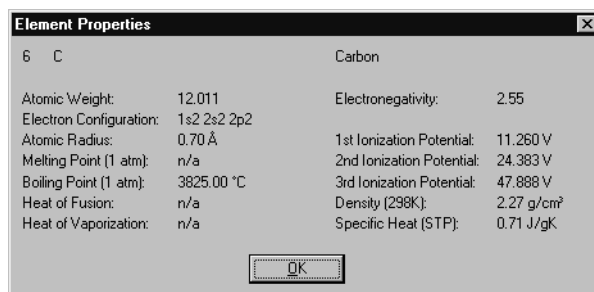 Element Properties
6 C Carbon
Atomic Weight: 12.011 Electronegativity: 2.55
Electron Configuration: 1s2 2s2 2p2
Atomic Radius: 0.70 Å 1st Ionization Potential: 11.260 V
Melting Point (1 atm): n/a 2nd Ionization Potential: 24.383 V
Boiling Point (1 atm): 3825.00 °C 3rd Ionization Potential: 47.888 V
Heat of Fusion: n/a Density (298K): 2.27 g/cm³
Heat of Vaporization: n/a Specific Heat (STP): 0.71 J/gK
OK